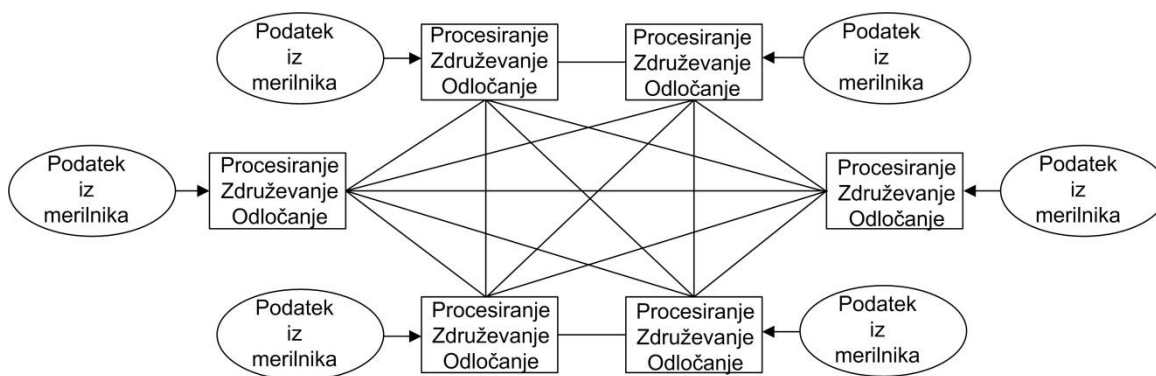 Podatek
iz
merilnika
Procesiranje
Združevanje
Odločanje
Procesiranje
Združevanje
Odločanje
Podatek
iz
merilnika
Podatek
iz
merilnika
Procesiranje
Združevanje
Odločanje
Procesiranje
Združevanje
Odločanje
Podatek
iz
merilnika
Podatek
iz
merilnika
Procesiranje
Združevanje
Odločanje
Procesiranje
Združevanje
Odločanje
Podatek
iz
merilnika